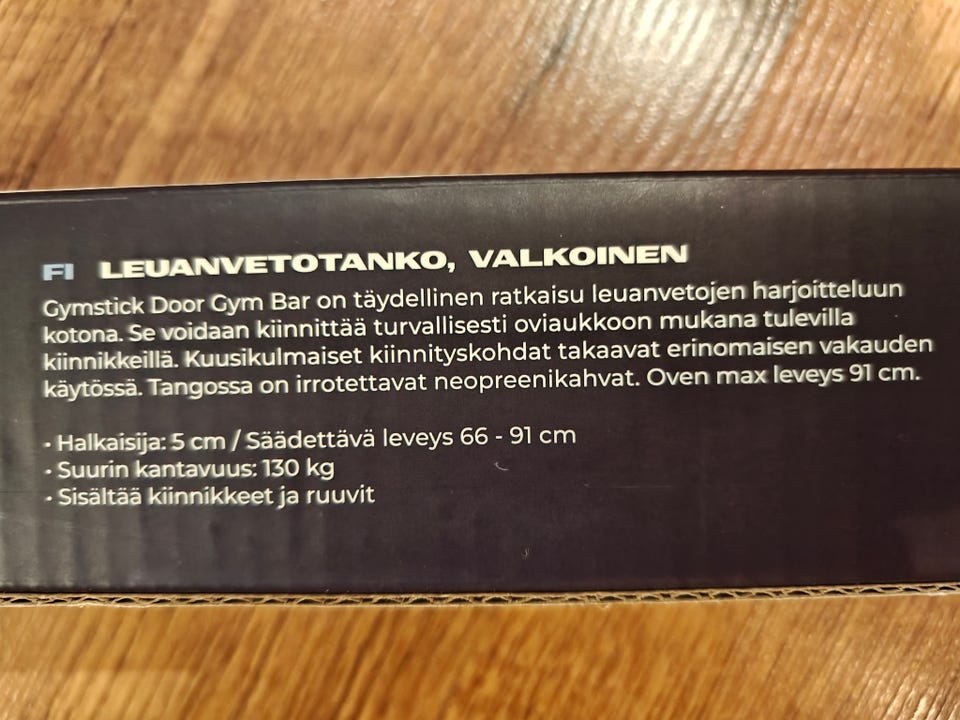 FI LEUANVETOTANKO, VALKOINEN
Gymstick Door Gym Bar on täydellinen ratkaisu leuanvetojen harjoitteluun
kotona. Se voidaan kiinnittää turvallisesti oviaukkoon mukana tulevilla
kiinnikkeillä. Kuusikulmaiset kiinnityskohdat takaavat erinomaisen vakauden
käytössä. Tangossa on irrotettavat neopreenikahvat. Oven max leveys 91 cm.
• Halkaisija: 5 cm / Säädettävä leveys 66 - 91 cm
• Suurin kantavuus: 130 kg
• Sisältää kiinnikkeet ja ruuvit